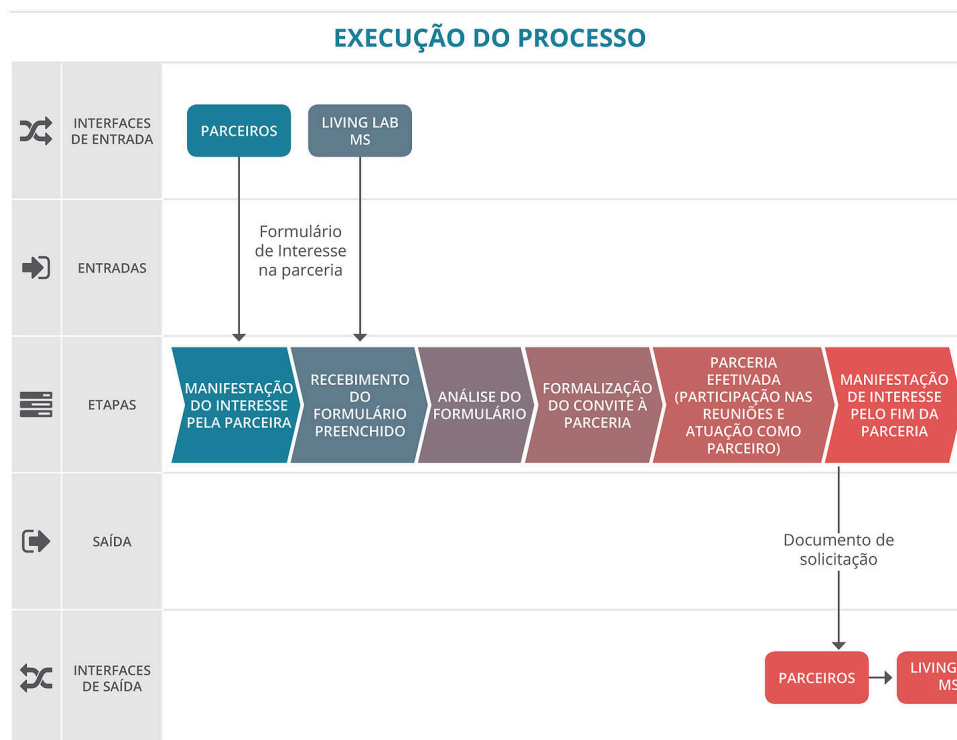 EXECUÇÃO DO PROCESSO
INTERFACES
DE ENTRADA
PARCEIROS
LIVING LAB
MS
ENTRADAS
Formulário
de Interesse
na parceria
ETAPAS
MANIFESTAÇÃO
DO INTERESSE
PELA PARCEIRA
RECEBIMENTO
DO
FORMULÁRIO
PREENCHIDO
ANÁLISE DO
FORMULÁRIO
FORMALIZAÇÃO
DO CONVITE À
PARCERIA
PARCERIA
EFETIVADA
(PARTICIPAÇÃO NAS
REUNIÕES E
ATUAÇÃO COMO
PARCEIRO)
MANIFESTAÇÃO
DE INTERESSE
PELO FIM DA
PARCERIA
SAÍDA
Documento de
solicitação
INTERFACES
DE SAÍDA
PARCEIROS
LIVING
MS